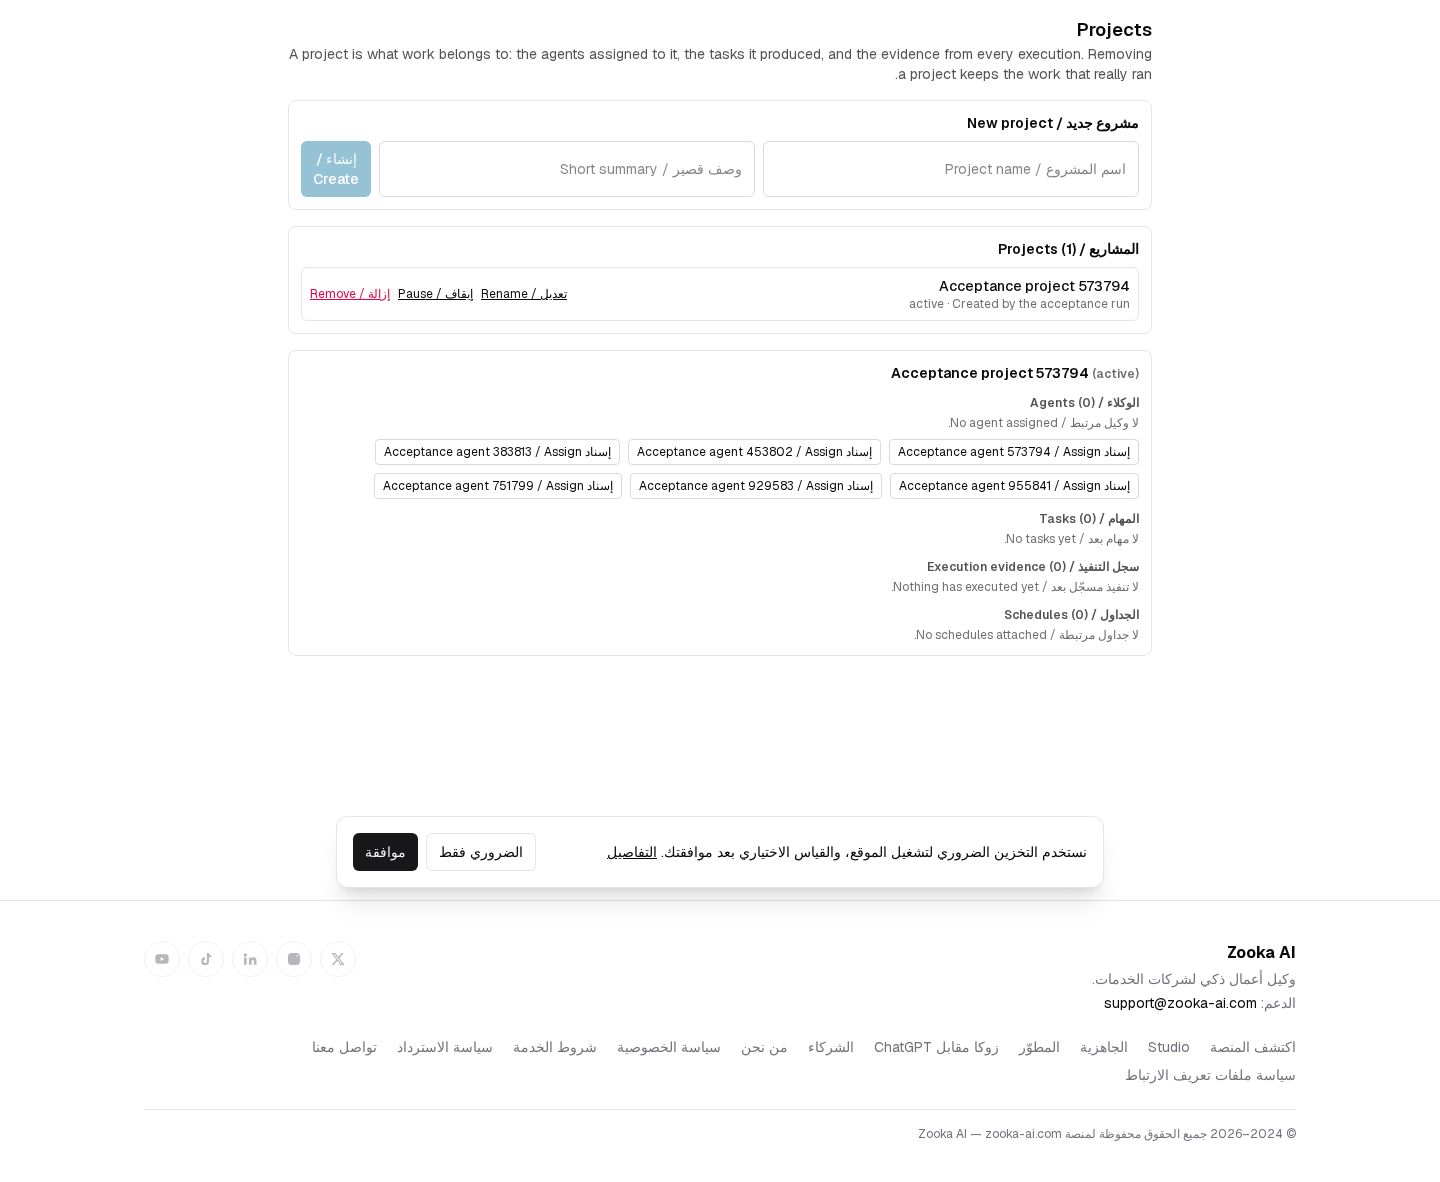 Projects
A project is what work belongs to: the agents assigned to it, the tasks it produced, and the evidence from every execution. Removing
a project keeps the work that really ran.
مشروع جديد / New project
اسم المشروع / Project name
وصف قصير / Short summary
إنشاء /
Create
المشاريع / Projects (1)
Acceptance project 573794
active · Created by the acceptance run
تعديل / Rename
إيقاف / Pause
إزالة / Remove
Acceptance project 573794 (active)
الوكلاء / Agents (0)
لا وكيل مرتبط / No agent assigned.
إسناد Acceptance agent 573794 / Assign
إسناد Acceptance agent 453802 / Assign
إسناد Acceptance agent 383813 / Assign
إسناد Acceptance agent 955841 / Assign
إسناد Acceptance agent 929583 / Assign
إسناد Acceptance agent 751799 / Assign
المهام / Tasks (0)
لا مهام بعد / No tasks yet.
سجل التنفيذ / Execution evidence (0)
لا تنفيذ مسجّل بعد / Nothing has executed yet.
الجداول / Schedules (0)
لا جداول مرتبطة / No schedules attached.
نستخدم التخزين الضروري لتشغيل الموقع، والقياس الاختياري بعد موافقتك. التفاصيل
الضروري فقط
موافقة
Zooka AI
وكيل أعمال ذكي لشركات الخدمات.
الدعم: support@zooka-ai.com
اكتشف المنصة
Studio
الجاهزية
المطوّر
زوكا مقابل ChatGPT
الشركاء
من نحن
سياسة الخصوصية
شروط الخدمة
سياسة الاسترداد
تواصل معنا
سياسة ملفات تعريف الارتباط
© 2024–2026 جميع الحقوق محفوظة لمنصة Zooka AI — zooka-ai.com